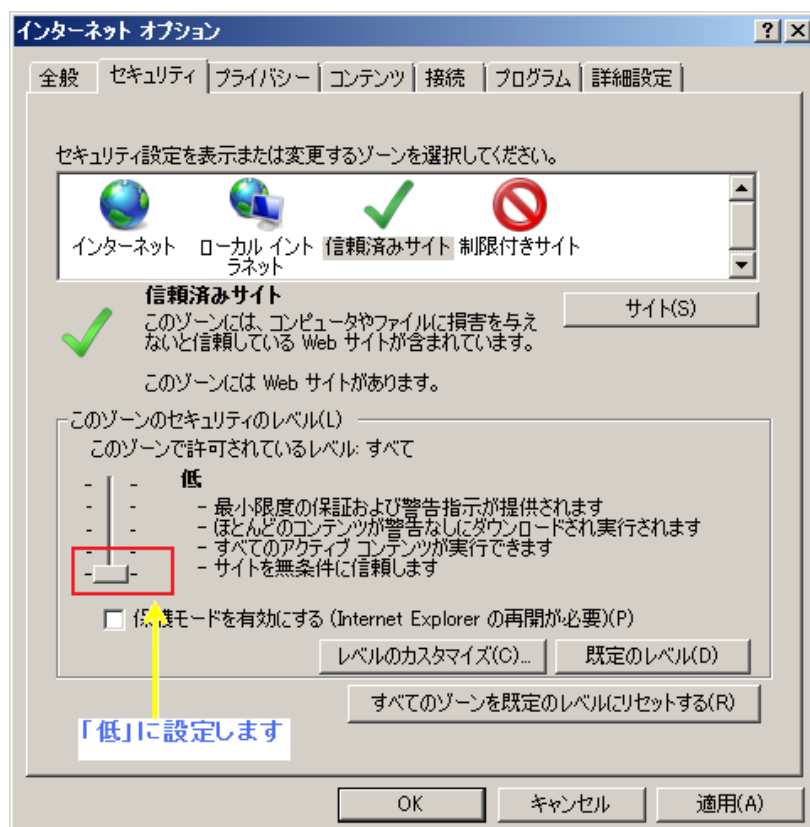 インターネット オプション
全般 セキュリティ プライバシー コンテンツ 接続 プログラム 詳細設定
セキュリティ設定を表示または変更するゾーンを選択してください。
インターネット
ローカル イント
ラネット
信頼済みサイト
制限付きサイト
信頼済みサイト
このゾーンには、コンピュータやファイルに損害を与え
ないと信頼している Web サイトが含まれています。
サイト(S)
このゾーンには Web サイトがあります。
このゾーンのセキュリティのレベル(L)
このゾーンで許可されているレベル: すべて
低
- 最小限度の保証および警告指示が提供されます
- ほとんどのコンテンツが警告なしにダウンロードされ実行されます
- すべてのアクティブ コンテンツが実行できます
- サイトを無条件に信頼します
保護モードを有効にする (Internet Explorer の再開が必要)(P)
レベルのカスタマイズ(C)... 既定のレベル(D)
すべてのゾーンを既定のレベルにリセットする(R)
「低」に設定します
OK キャンセル 適用(A)